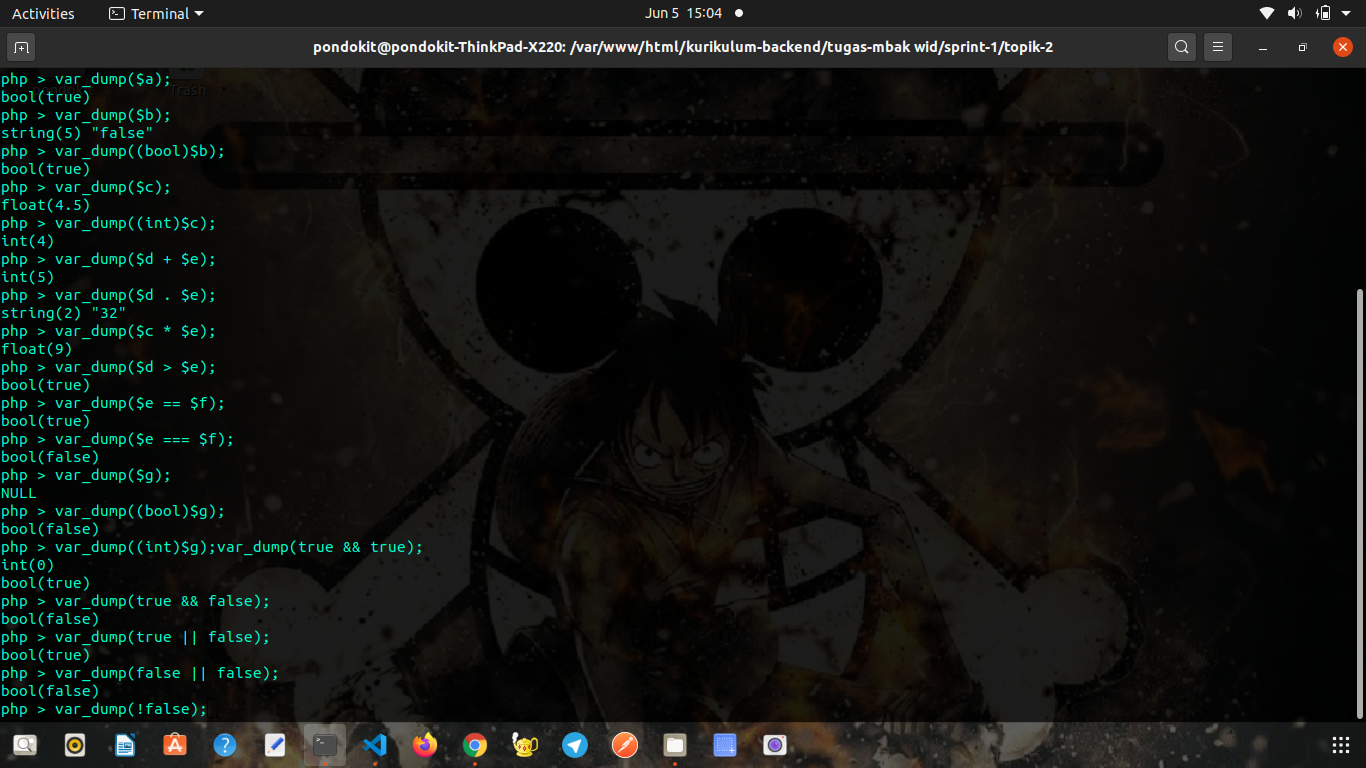 Activities
Terminal
Jun 5 15:04
pondokit@pondokit-ThinkPad-X220: /var/www/html/kurikulum-backend/tugas-mbak wid/sprint-1/topik-2
php > var_dump($a);
Trash
bool(true)
php > var_dump($b);
string(5) "false"
php > var_dump((bool)$b);
bool(true)
php > var_dump($c);
float(4.5)
php > var_dump((int)$c);
int(4)
php > var_dump($d + $e);
int(5)
php > var_dump($d . $e);
string(2) "32"
php > var_dump($c * $e);
float(9)
php > var_dump($d > $e);
bool(true)
php > var_dump($e == $f);
bool(true)
php > var_dump($e === $f);
bool(false)
php > var_dump($g);
NULL
php > var_dump((bool)$g);
bool(false)
php > var_dump((int)$g);var_dump(true && true);
int(0)
bool(true)
php > var_dump(true && false);
bool(false)
php > var_dump(true || false);
bool(true)
php > var_dump(false || false);
bool(false)
php > var_dump(!false);